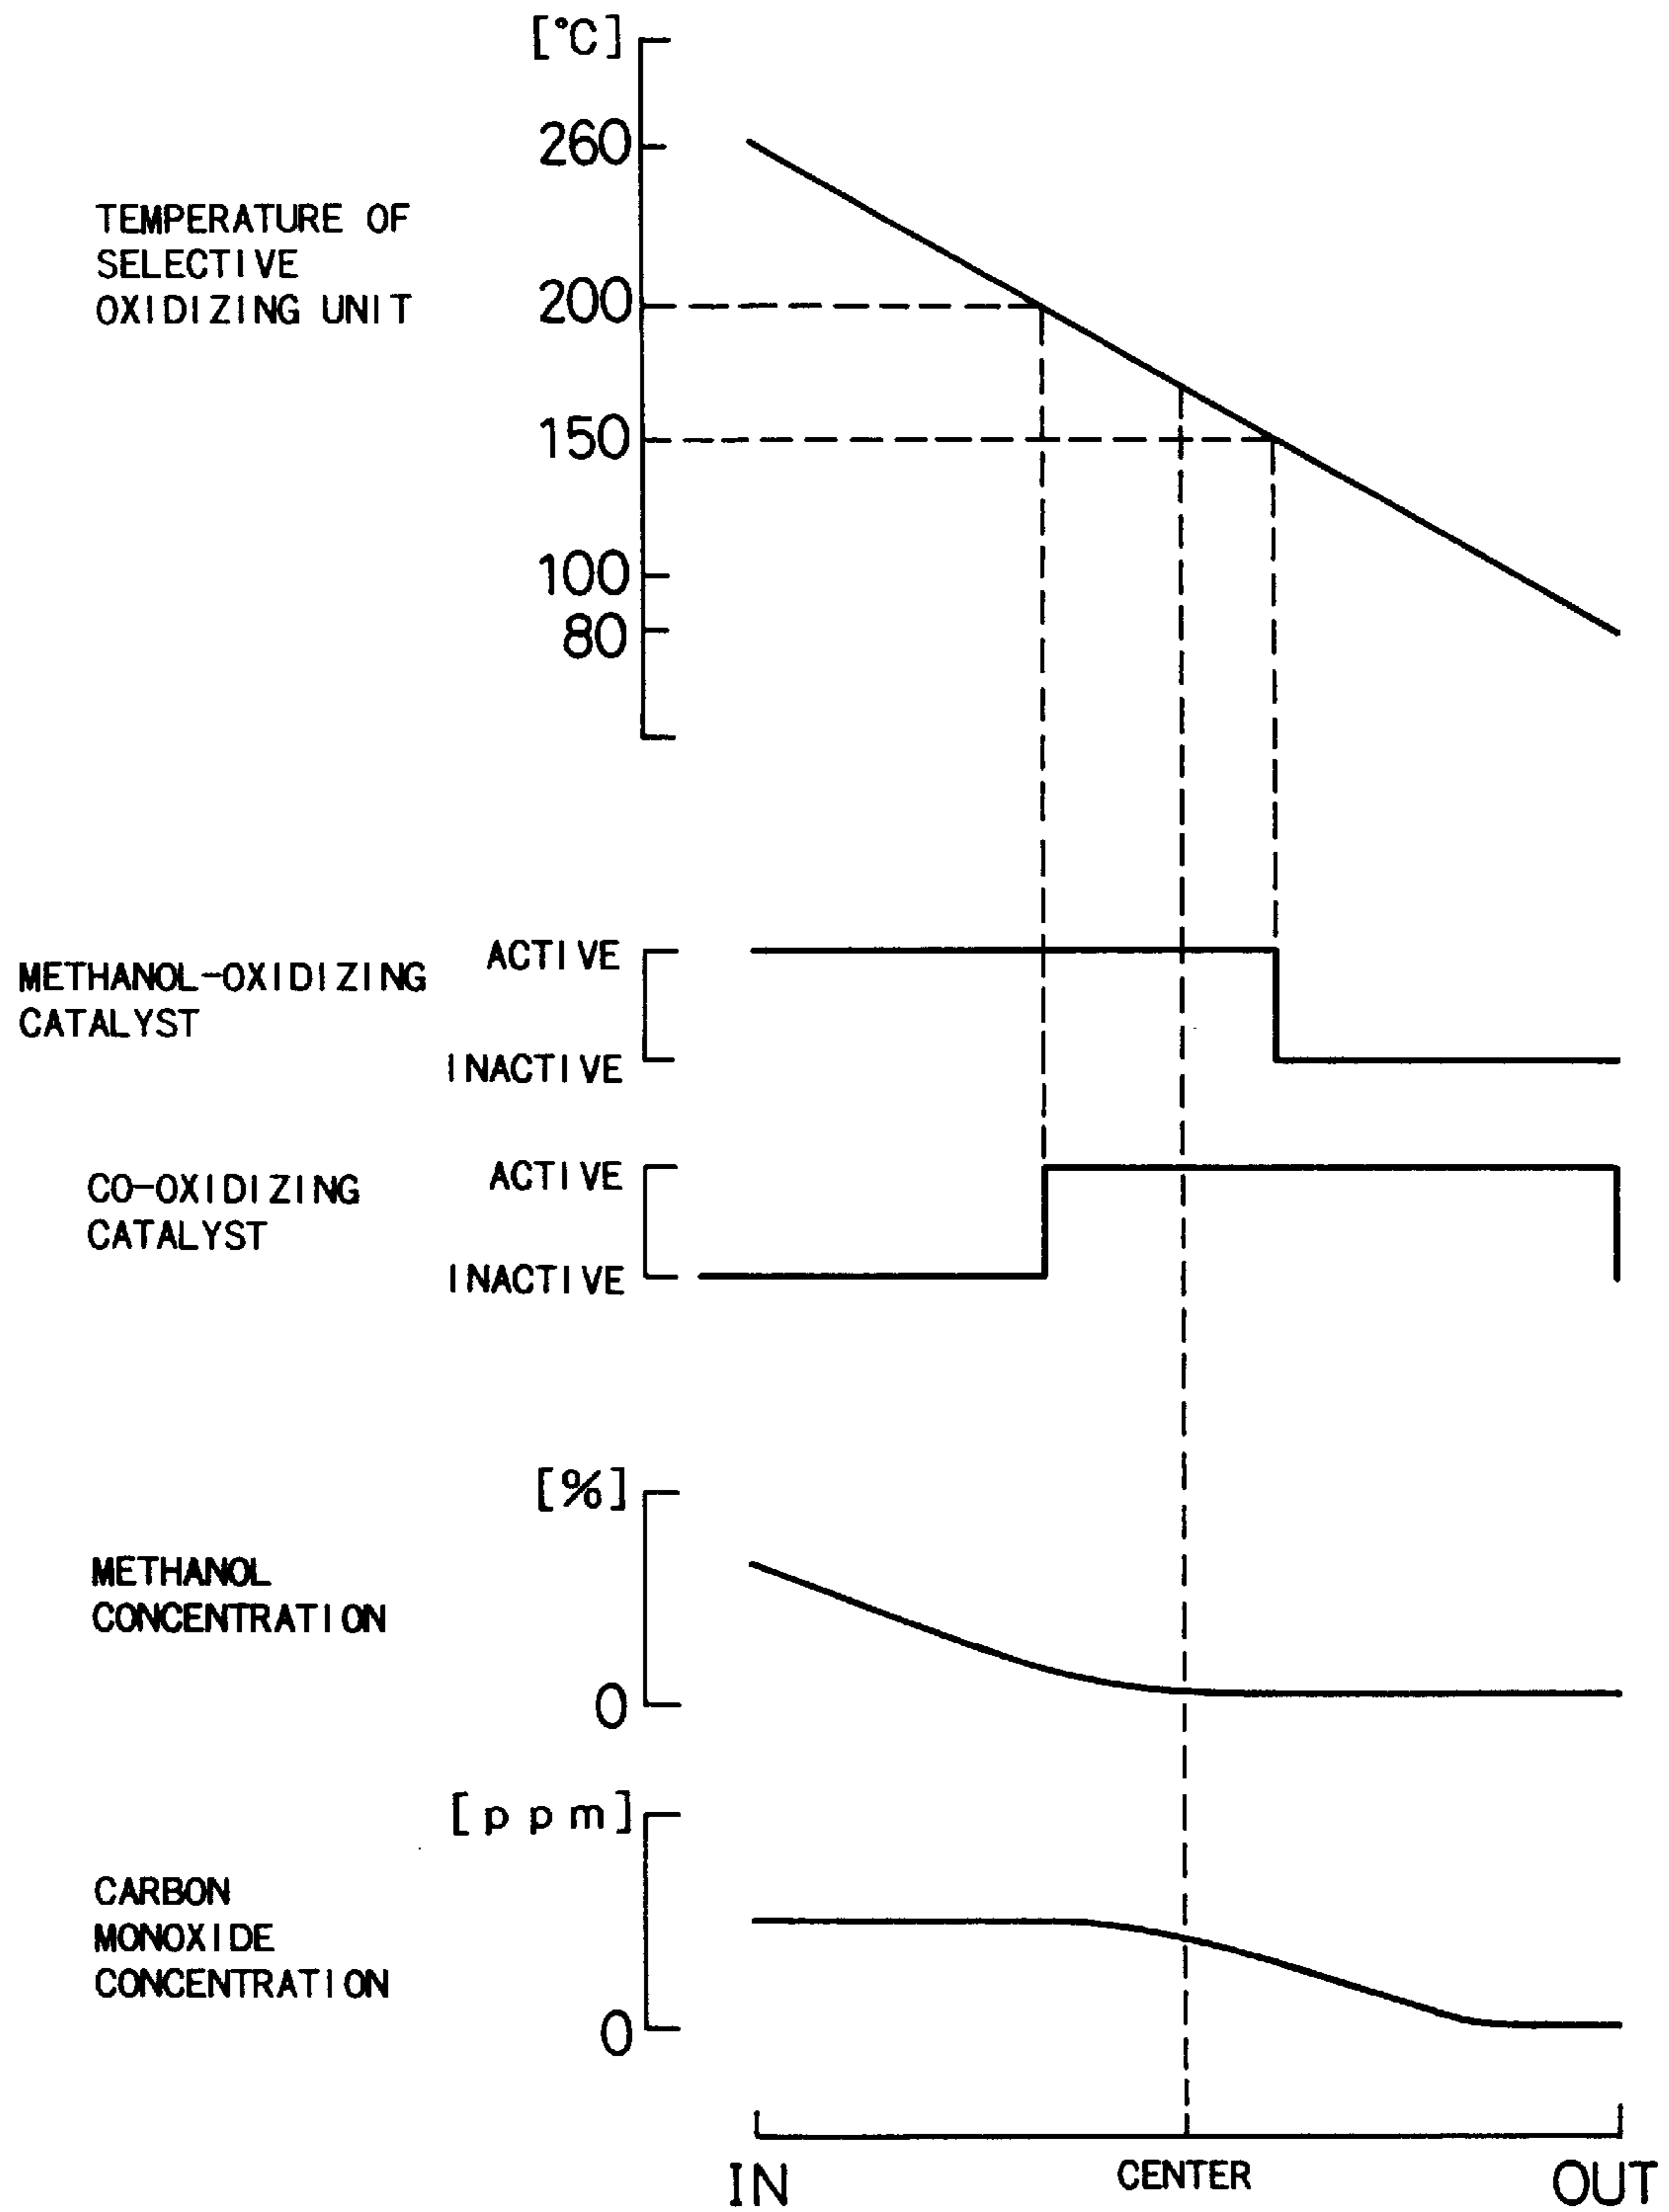 [°C]
260
TEMPERATURE OF
SELECTIVE
OXIDIZING UNIT
200
150
100
80
METHANOL-OXIDIZING
CATALYST
ACTIVE
INACTIVE
CO-OXIDIZING
CATALYST
ACTIVE
INACTIVE
[%]
METHANOL
CONCENTRATION
0
[ppm]
CARBON
MONOXIDE
CONCENTRATION
0
IN CENTER OUT